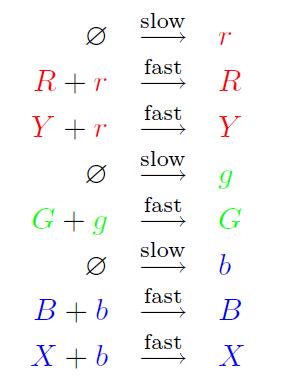 ∅ slow⟶ r
R + r fast⟶ R
Y + r fast⟶ Y
∅ slow⟶ g
G + g fast⟶ G
∅ slow⟶ b
B + b fast⟶ B
X + b fast⟶ X